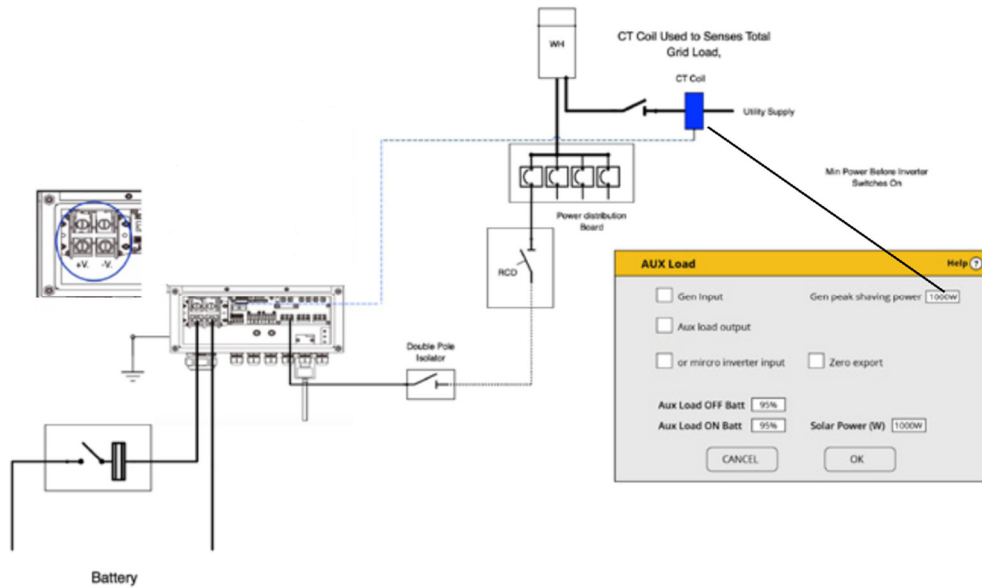 WH
CT Coil Used to Senses Total
Grid Load,
CT Coil
Utility Supply
Min Power Before Inverter
Switches On
Power distribution
Board
+V. -V.
RCD
Double Pole
Isolator
AUX Load
Help ?
Gen Input
Gen peak shaving power 1000W
Aux load output
or mircro inverter input
Zero export
Aux Load OFF Batt 95%
Aux Load ON Batt 95%
Solar Power (W) 1000W
CANCEL
OK
Battery